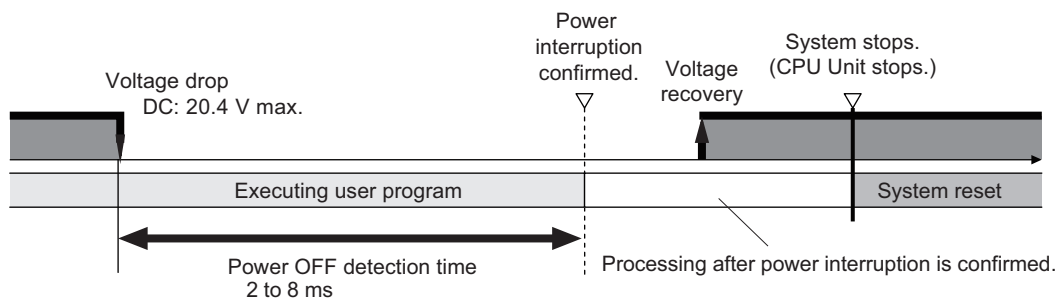 Power
interruption
confirmed.
System stops.
(CPU Unit stops.)
Voltage drop
DC: 20.4 V max.
Voltage
recovery
Executing user program
System reset
Power OFF detection time
2 to 8 ms
Processing after power interruption is confirmed.